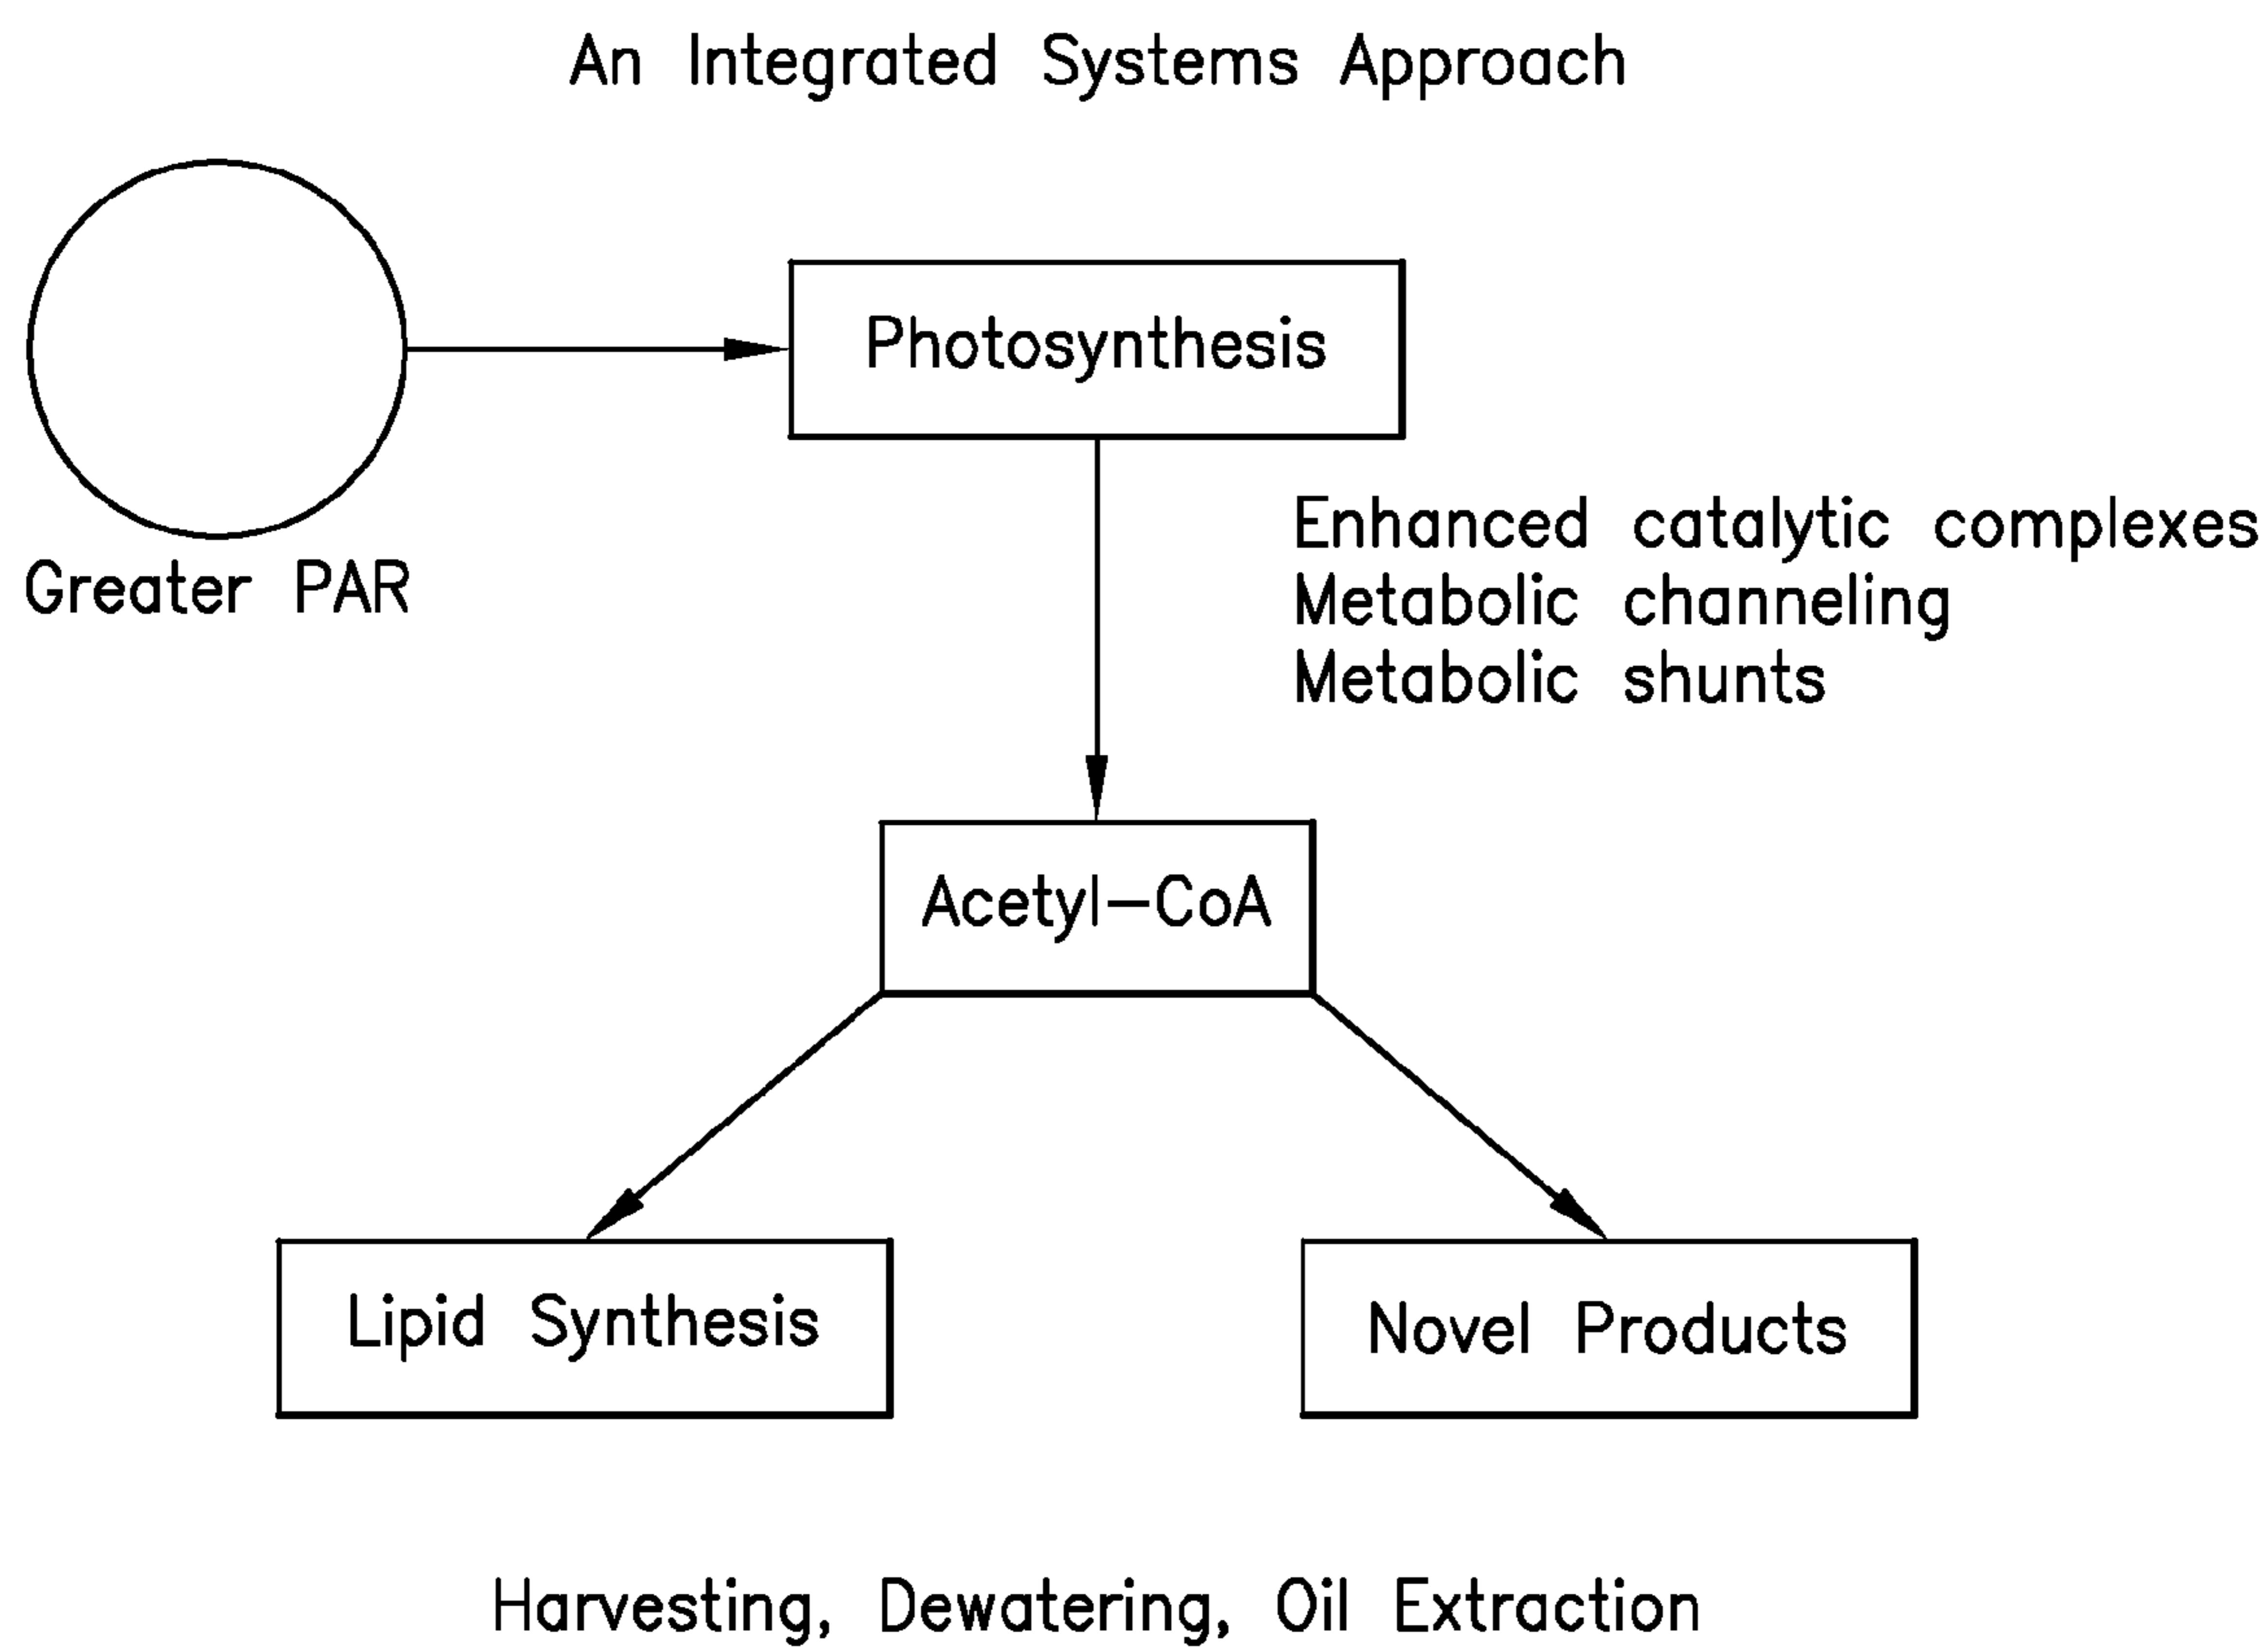 An Integrated Systems Approach
Photosynthesis
Greater PAR
Enhanced catalytic complexes
Metabolic channeling
Metabolic shunts
Acetyl–CoA
Lipid Synthesis
Novel Products
Harvesting, Dewatering, Oil Extraction